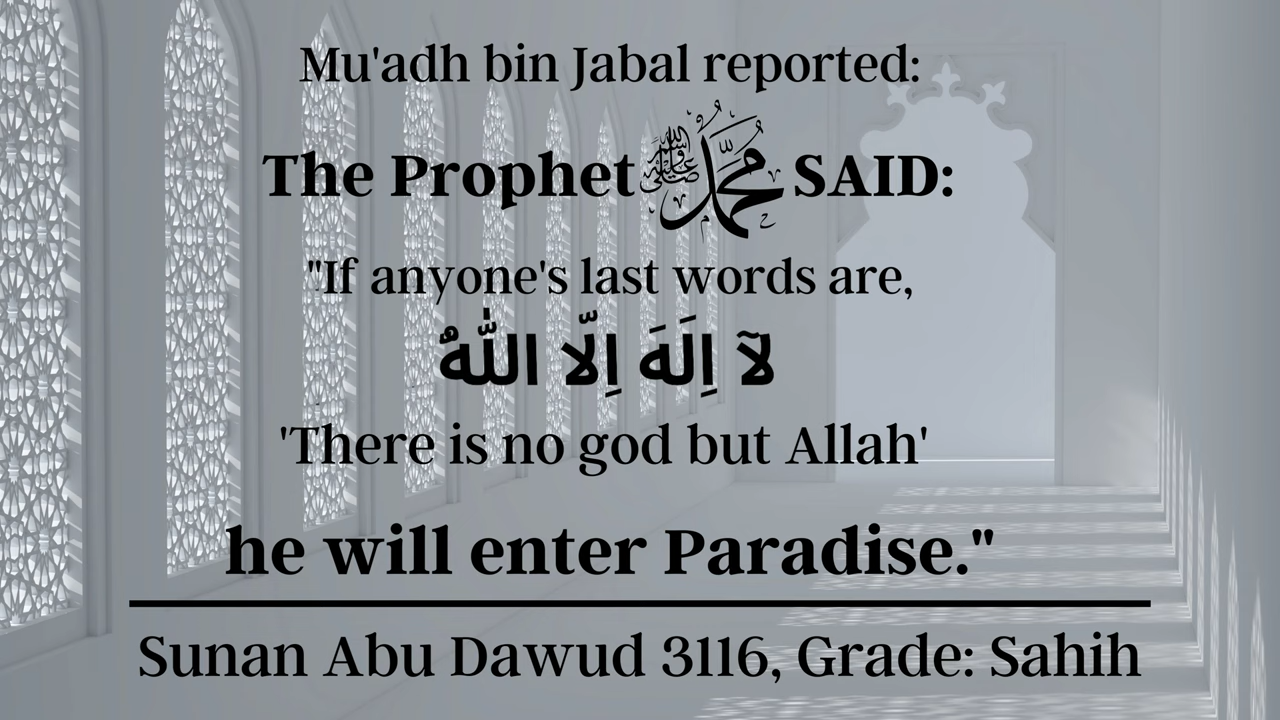 Mu'adh bin Jabal reported:
The Prophet محمد صلى الله عليه وسلم SAID:
"If anyone's last words are,
لَآ اِلَهَ اِلّا اللّٰهُ
'There is no god but Allah'
he will enter Paradise."
Sunan Abu Dawud 3116, Grade: Sahih